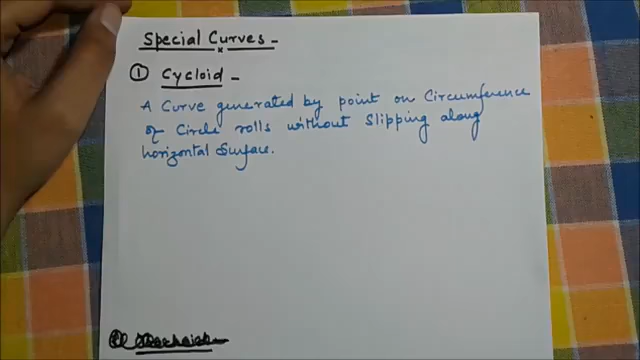 Special Curves -
① Cycloid -
A Curve generated by point on Circumference
of Circle rolls without Slipping along
horizontal Surface.